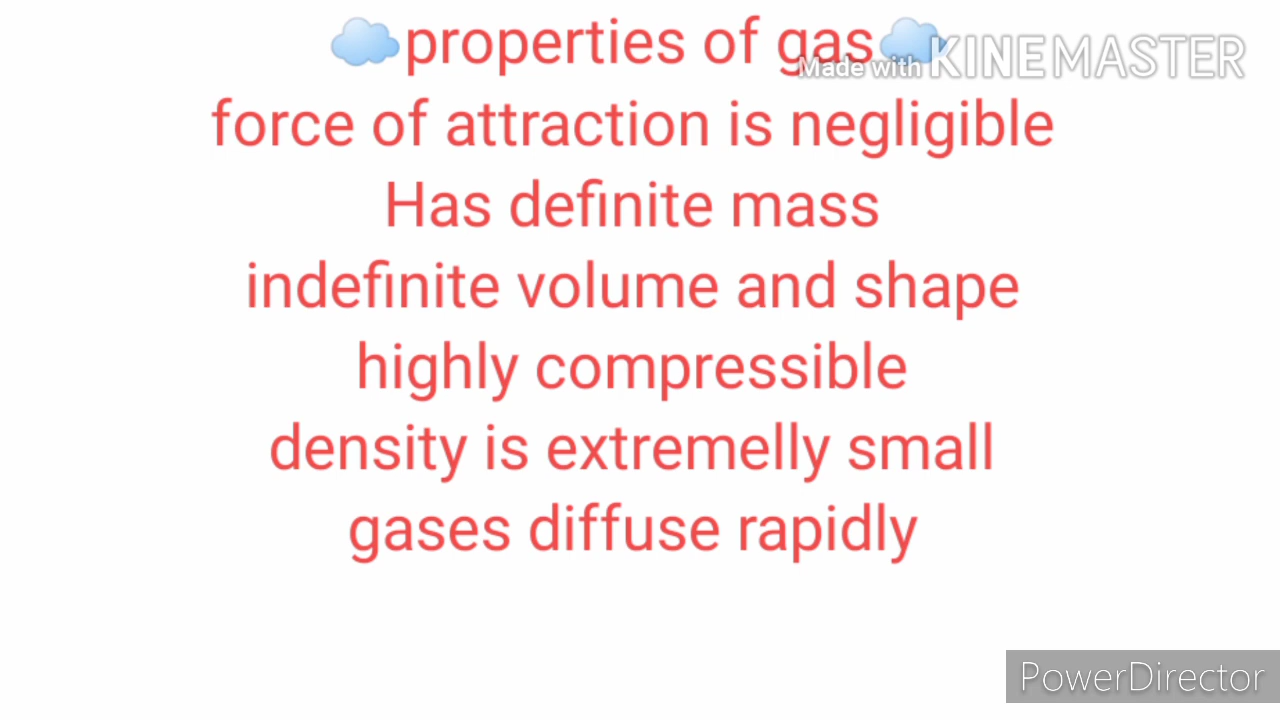 ☁️properties of gas☁️
Made with KINEMASTER
force of attraction is negligible
Has definite mass
indefinite volume and shape
highly compressible
density is extremelly small
gases diffuse rapidly
PowerDirector